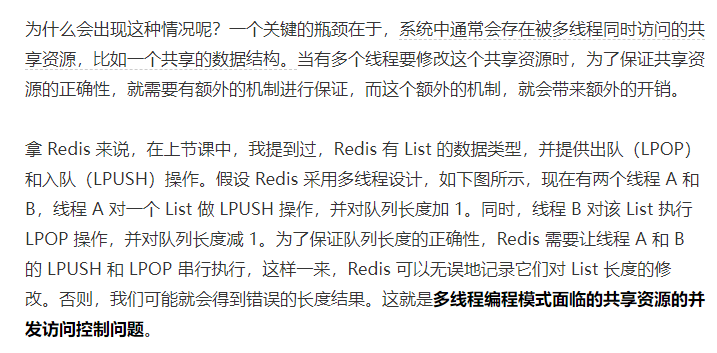 为什么会出现这种情况呢？一个关键的瓶颈在于，系统中通常会存在被多线程同时访问的共
享资源，比如一个共享的数据结构。当有多个线程要修改这个共享资源时，为了保证共享资
源的正确性，就需要有额外的机制进行保证，而这个额外的机制，就会带来额外的开销。
拿 Redis 来说，在上节课中，我提到过，Redis 有 List 的数据类型，并提供出队（LPOP）
和入队（LPUSH）操作。假设 Redis 采用多线程设计，如下图所示，现在有两个线程 A 和
B，线程 A 对一个 List 做 LPUSH 操作，并对队列长度加 1。同时，线程 B 对该 List 执行
LPOP 操作，并对队列长度减 1。为了保证队列长度的正确性，Redis 需要让线程 A 和 B
的 LPUSH 和 LPOP 串行执行，这样一来，Redis 可以无误地记录它们对 List 长度的修
改。否则，我们可能就会得到错误的长度结果。这就是多线程编程模式面临的共享资源的并
发访问控制问题。